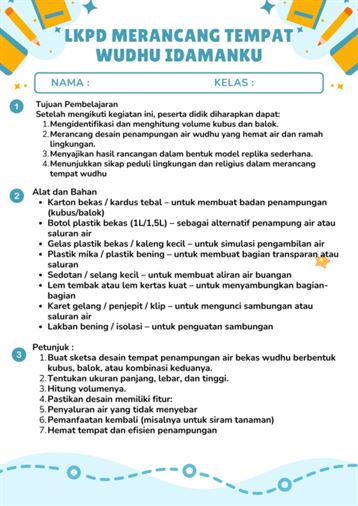 LKPD MERANCANG TEMPAT
WUDHU IDAMANKU
NAMA : KELAS :
1 Tujuan Pembelajaran
Setelah mengikuti kegiatan ini, peserta didik diharapkan dapat:
1. Mengidentifikasi dan menghitung volume kubus dan balok.
2. Merancang desain penampungan air wudhu yang hemat air dan ramah
lingkungan.
3. Menyajikan hasil rancangan dalam bentuk model replika sederhana.
4. Menunjukkan sikap peduli lingkungan dan religius dalam merancang
tempat wudhu
2 Alat dan Bahan
• Karton bekas / kardus tebal – untuk membuat badan penampungan
(kubus/balok)
• Botol plastik bekas (1L/1,5L) – sebagai alternatif penampung air atau
saluran air
• Gelas plastik bekas / kaleng kecil – untuk simulasi pengambilan air
• Plastik mika / plastik bening – untuk membuat bagian transparan atau
saluran
• Sedotan / selang kecil – untuk membuat aliran air buangan
• Lem tembak atau lem kertas kuat – untuk menyambungkan bagian-
bagian
• Karet gelang / penjepit / klip – untuk mengunci sambungan atau
saluran air
• Lakban bening / isolasi – untuk penguatan sambungan
3 Petunjuk :
1. Buat sketsa desain tempat penampungan air bekas wudhu berbentuk
kubus, balok, atau kombinasi keduanya.
2. Tentukan ukuran panjang, lebar, dan tinggi.
3. Hitung volumenya.
4. Pastikan desain memiliki fitur:
5. Penyaluran air yang tidak menyebar
6. Pemanfaatan kembali (misalnya untuk siram tanaman)
7. Hemat tempat dan efisien penampungan